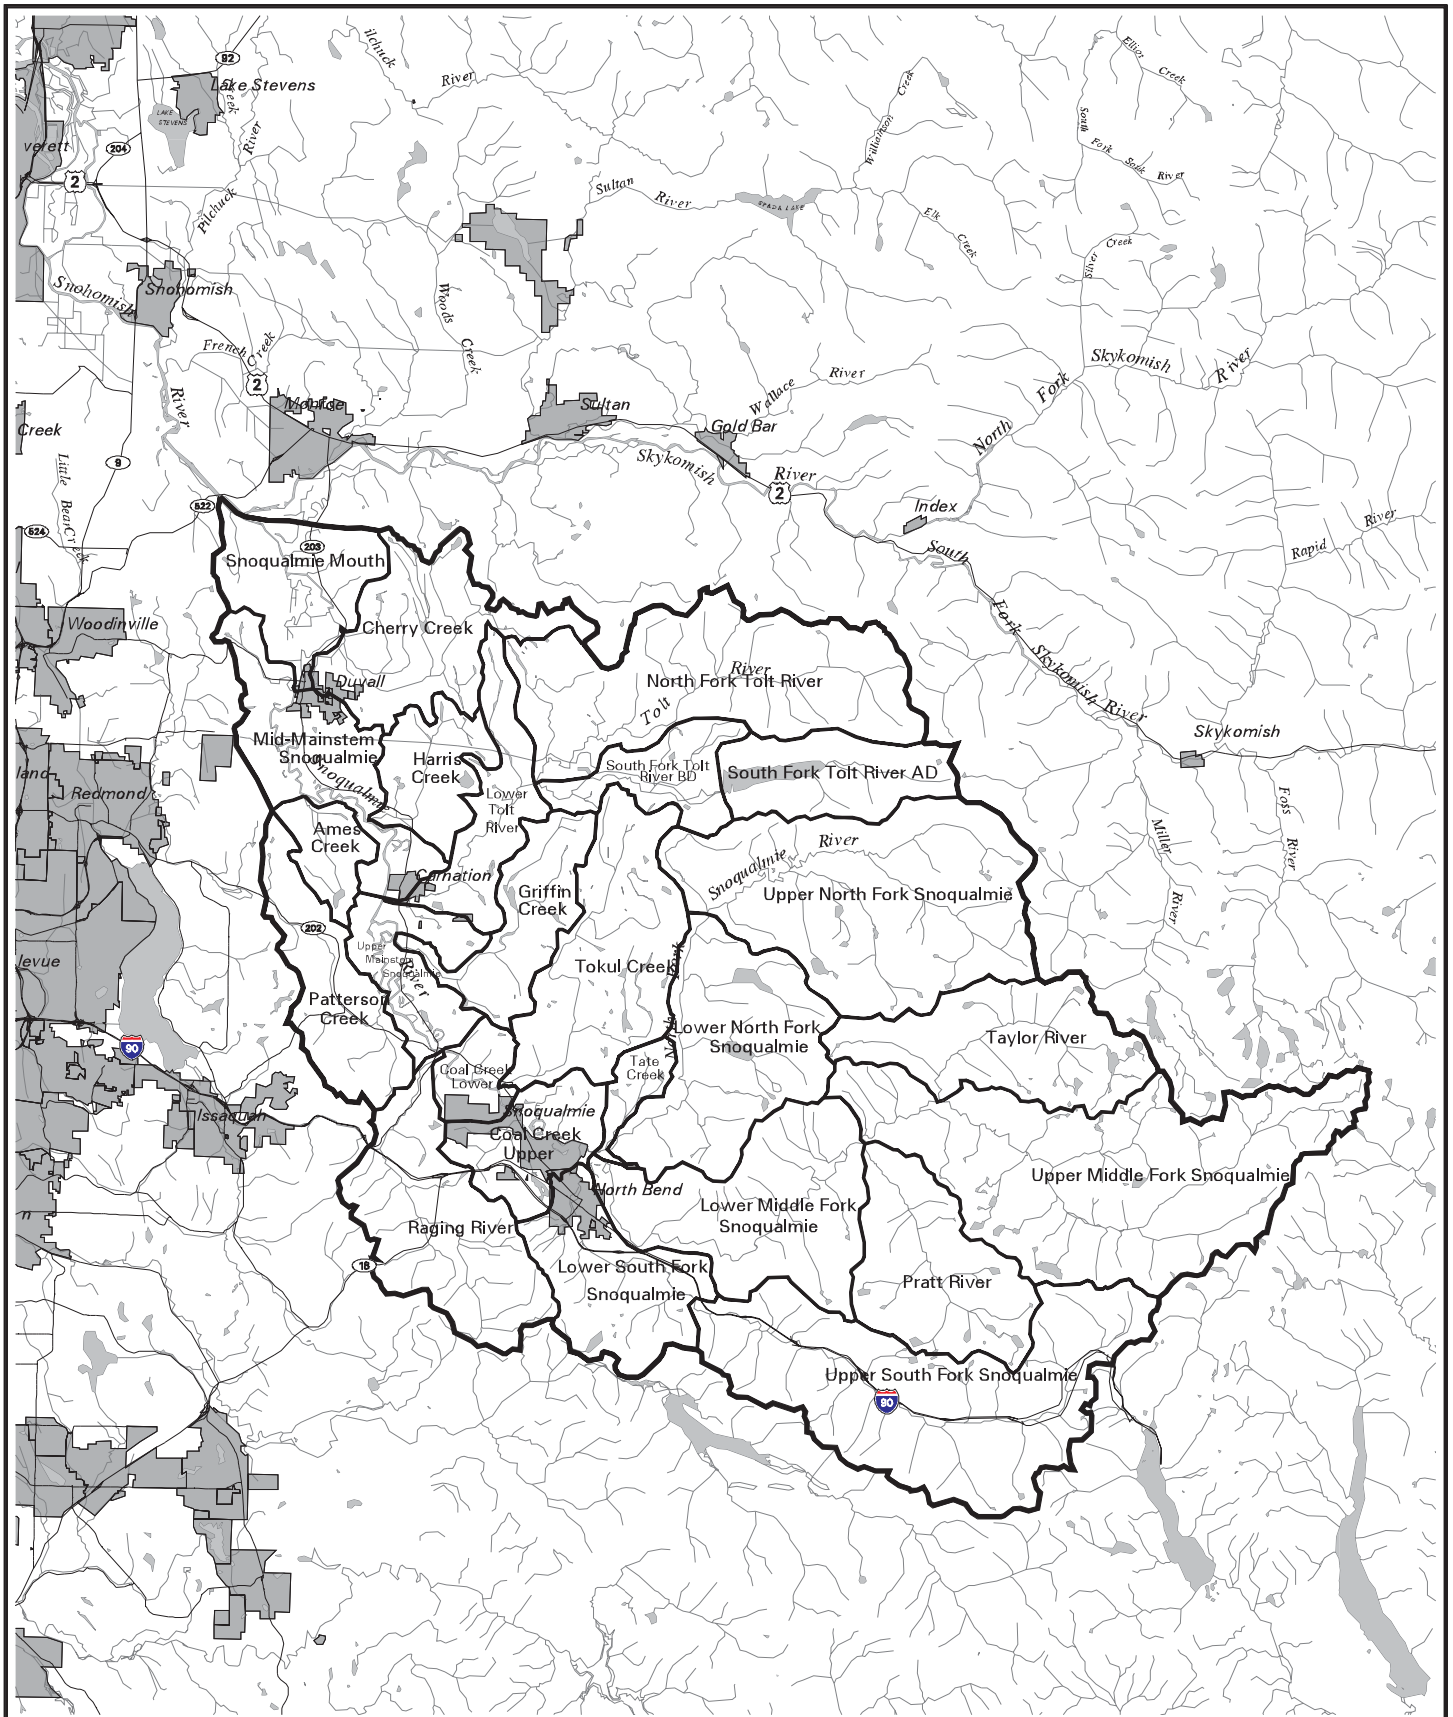 ilchuck
River
Elliot
Creek
92
Lake Stevens
Creek
LAKE
STEVENS
River
verett
204
2
Williamson
Creek
South
Fork
Sauk
River
Pilchuck
Sultan
River
SPADA LAKE
Elk
Creek
Silver
Creek
Snohomish
Snohomish
Woods
Creek
French Creek
2
River
Monroe
Wallace
River
Sultan
Gold Bar
Skykomish
River
2
North
Fork
Skykomish
River
Creek
9
Little
Bear Creek
522
524
Index
South
Fork
Skykomish
River
Rapid
River
Snoqualmie Mouth
203
Woodinville
Cherry Creek
Duvall
River
North Fork Tolt River
Tolt
Skykomish
Mid-Mainstem
Snoqualmie
Snoqualmie
Harris
Creek
South Fork Tolt
River BD
South Fork Tolt River AD
land
Redmond
Lower
Tolt
River
Foss
River
Miller
River
Ames
Creek
Snoqualmie
River
Carnation
Griffin
Creek
Upper North Fork Snoqualmie
202
levue
Upper
Mainstem
Snoqualmie
River
Tokul Creek
Fork
North
Patterson
Creek
Lower North Fork
Snoqualmie
Taylor River
90
Coal Creek
Lower
Tate
Creek
Issaquah
Snoqualmie
Coal Creek
Upper
Upper Middle Fork Snoqualmie
n
North Bend
Lower Middle Fork
Snoqualmie
Raging River
18
Lower South Fork
Snoqualmie
Pratt River
Upper South Fork Snoqualmie
90